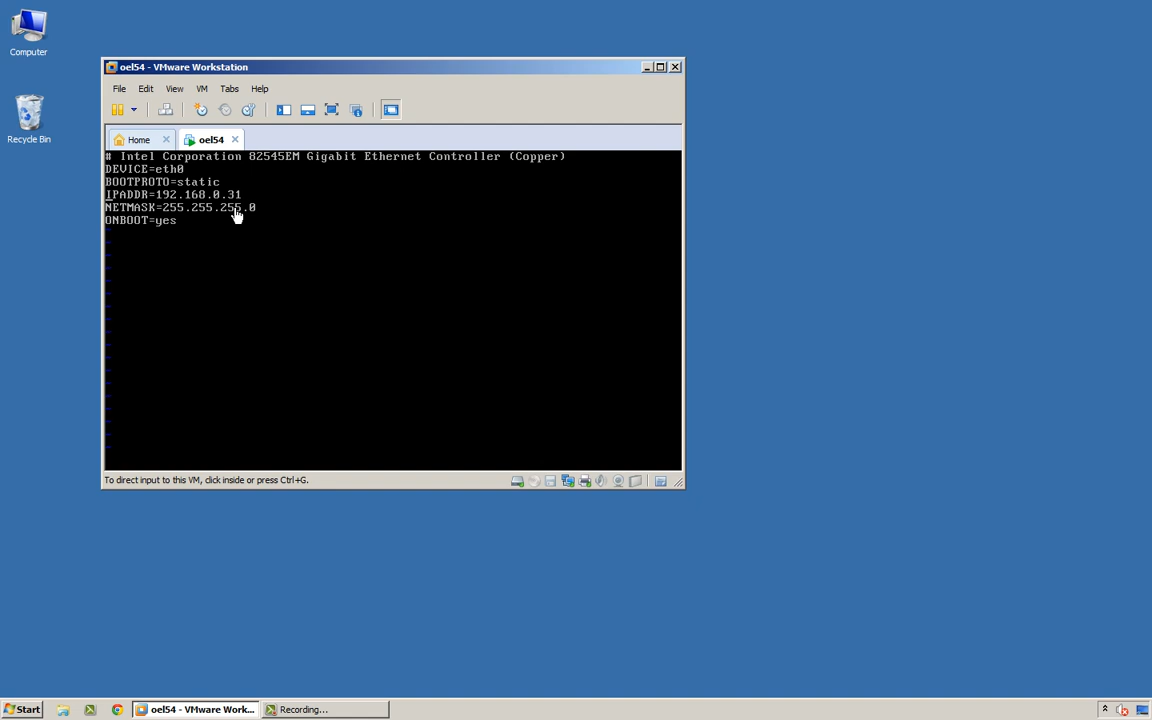 Computer
Recycle Bin
oel54 - VMware Workstation
File Edit View VM Tabs Help
Home oel54
# Intel Corporation 82545EM Gigabit Ethernet Controller (Copper)
DEVICE=eth0
BOOTPROTO=static
IPADDR=192.168.0.31
NETMASK=255.255.255.0
ONBOOT=yes
To direct input to this VM, click inside or press Ctrl+G.
Start oel54 - VMware Work... Recording...